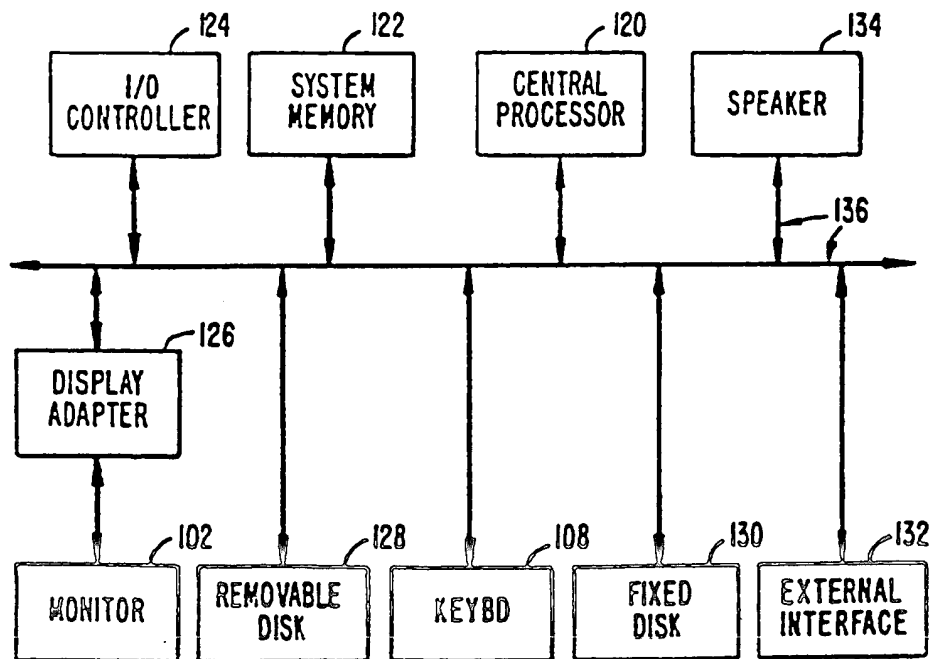 124
122
120
134
I/O
CONTROLLER
SYSTEM
MEMORY
CENTRAL
PROCESSOR
SPEAKER
136
126
DISPLAY
ADAPTER
102
128
108
130
132
MONITOR
REMOVABLE
DISK
KEYBD
FIXED
DISK
EXTERNAL
INTERFACE